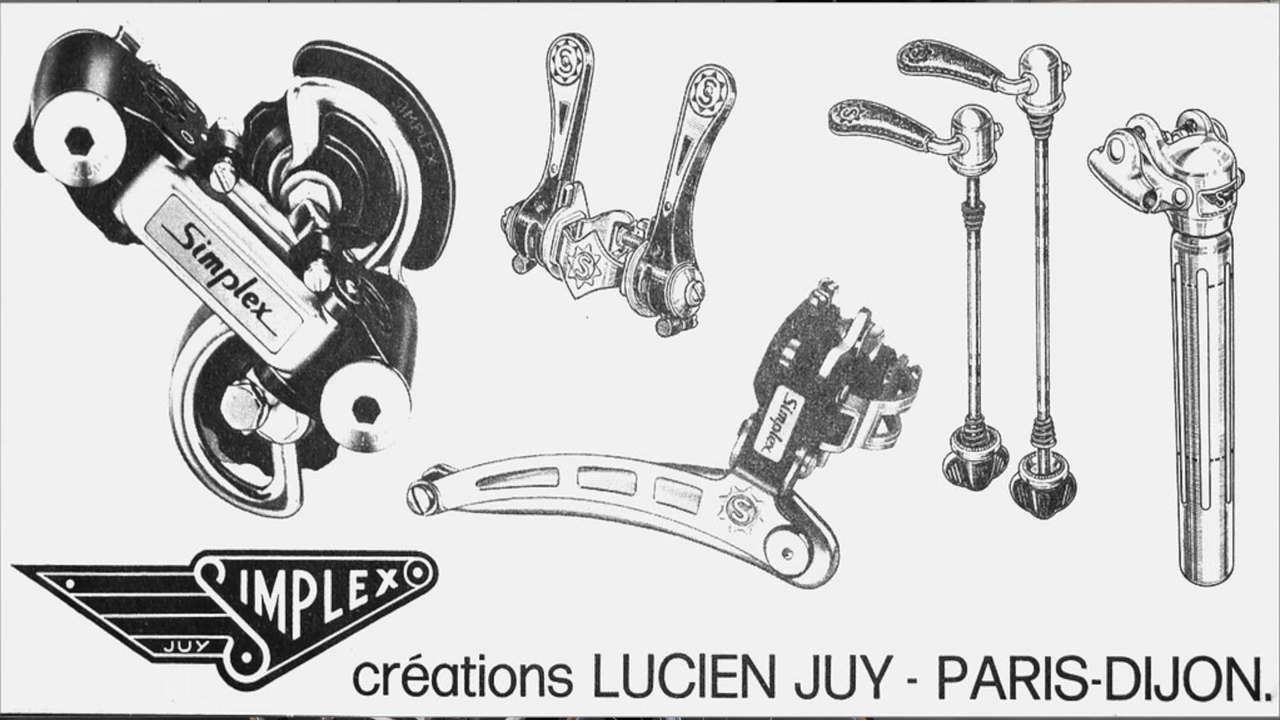 SIMPLEX
Simplex
S
S
S
Simplex
S
SIMPLEX
JUY
créations LUCIEN JUY - PARIS-DIJON.